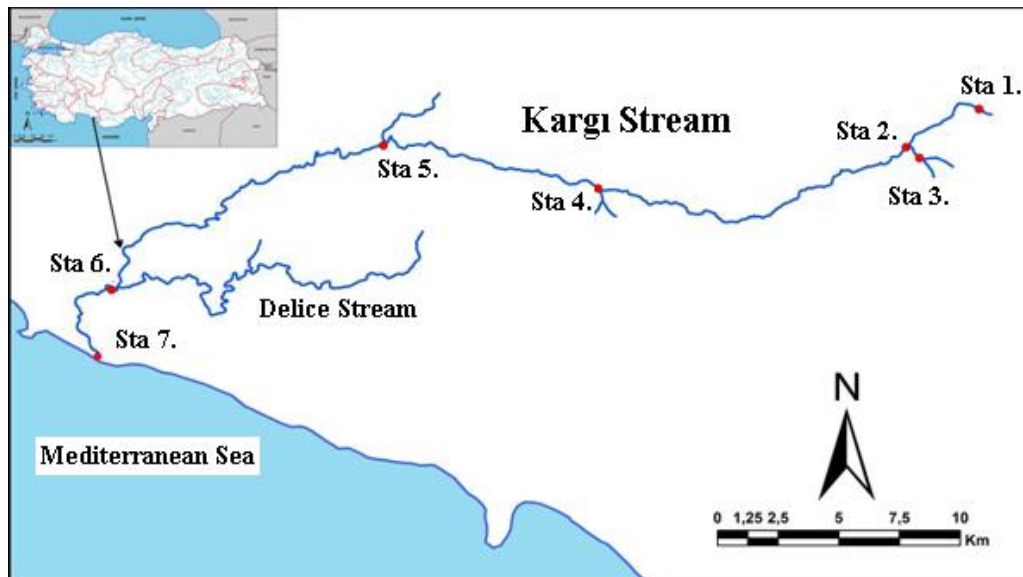 Kargı Stream
Sta 1.
Sta 2.
Sta 3.
Sta 4.
Sta 5.
Sta 6.
Delice Stream
Sta 7.
Mediterranean Sea
N
0 1,25 2,5 5 7,5 10
Km